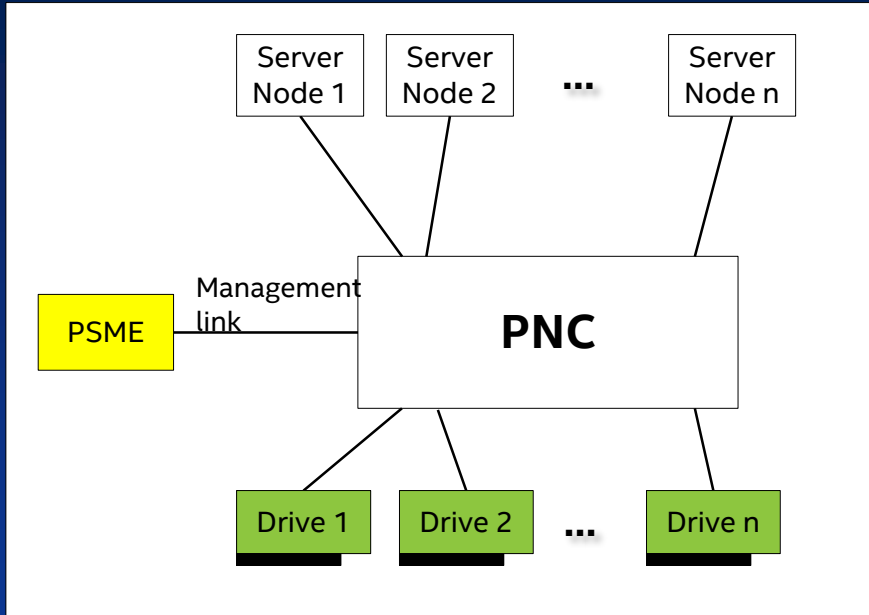 Server
Node 1
Server
Node 2
...
Server
Node n
Management
link
PSME
PNC
Drive 1
Drive 2
...
Drive n